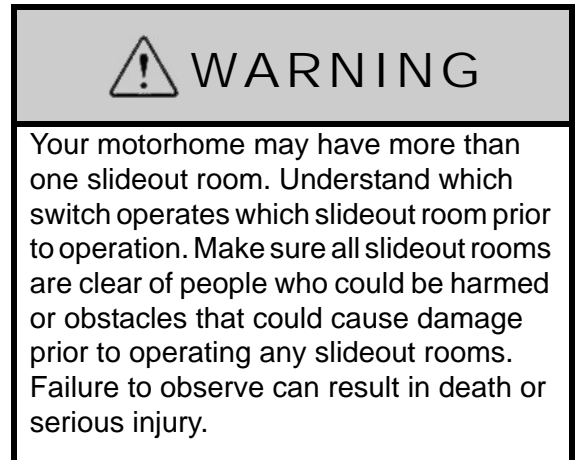 WARNING
Your motorhome may have more than
one slideout room. Understand which
switch operates which slideout room prior
to operation. Make sure all slideout rooms
are clear of people who could be harmed
or obstacles that could cause damage
prior to operating any slideout rooms.
Failure to observe can result in death or
serious injury.